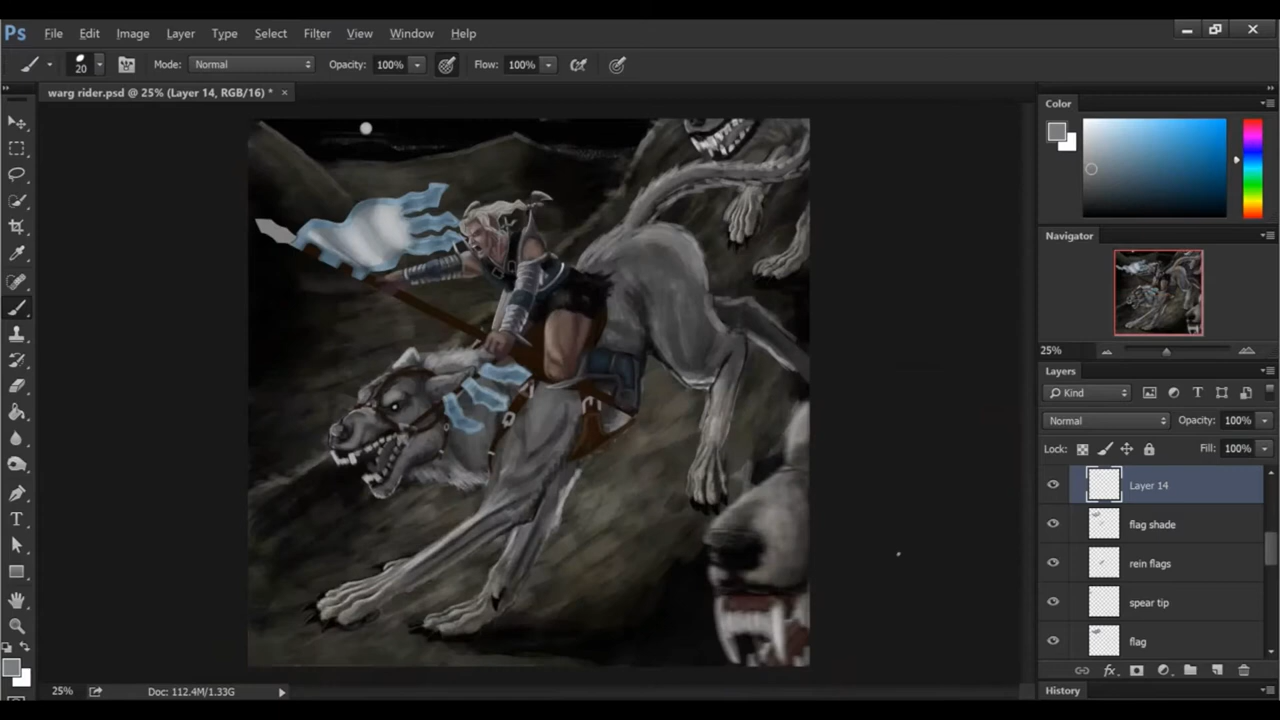 Ps File Edit Image Layer Type Select Filter View Window Help
20 Mode: Normal Opacity: 100% Flow: 100%
warg rider.psd @ 25% (Layer 14, RGB/16) * ×
Color
Navigator
25%
Layers
Kind T
Normal Opacity: 100%
Lock: Fill: 100%
Layer 14
flag shade
rein flags
spear tip
flag
fx
History
25% Doc: 112.4M/1.33G